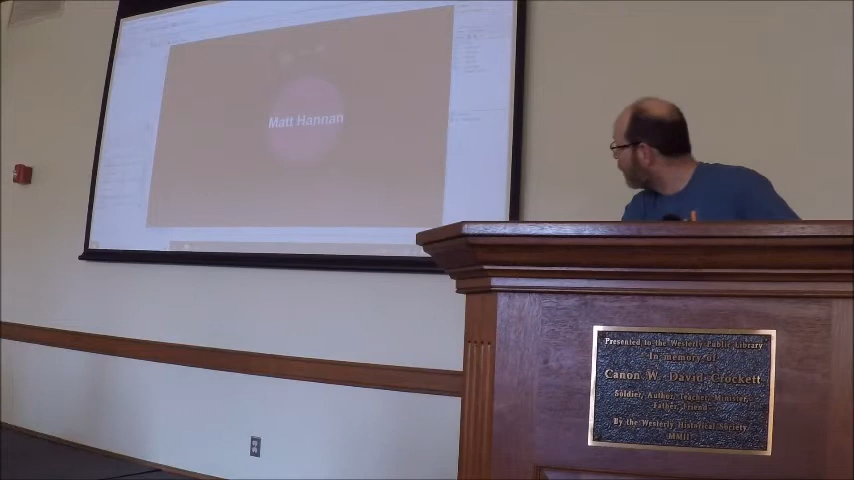 Matt Hannan
Presented to the Westerly Public Library
In memory of
Canon W. David Crockett
Soldier, Author, Teacher, Minister,
Father, Friend
By the Westerly Historical Society
MMII